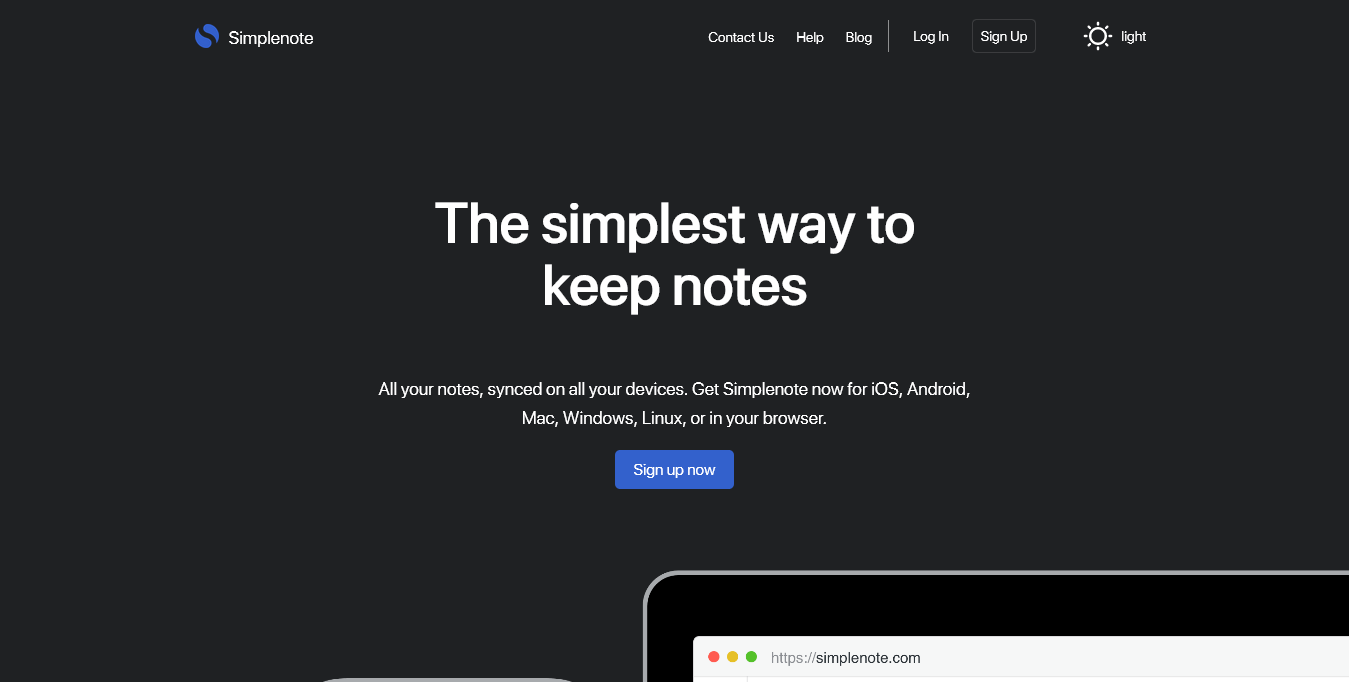 Simplenote
Contact Us
Help
Blog
Log In
Sign Up
light
The simplest way to
keep notes
All your notes, synced on all your devices. Get Simplenote now for iOS, Android,
Mac, Windows, Linux, or in your browser.
Sign up now
https://simplenote.com